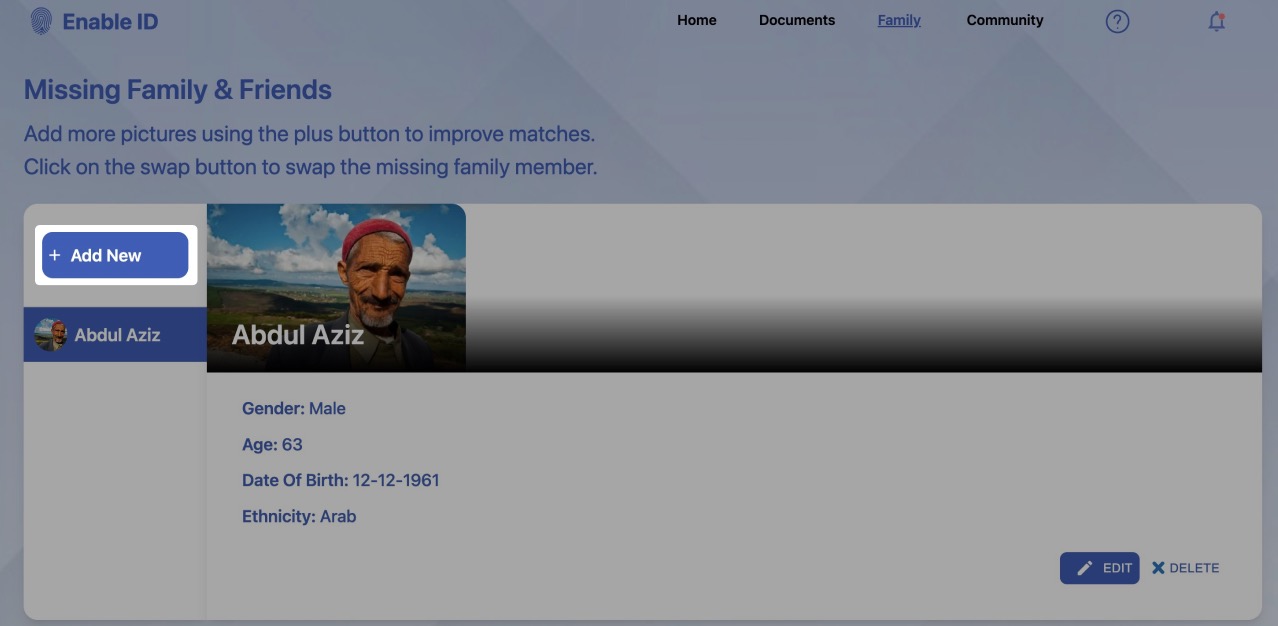 Enable ID
Home Documents Family Community ?
Missing Family & Friends
Add more pictures using the plus button to improve matches.
Click on the swap button to swap the missing family member.
+ Add New
Abdul Aziz
Abdul Aziz
Gender: Male
Age: 63
Date Of Birth: 12-12-1961
Ethnicity: Arab
EDIT DELETE